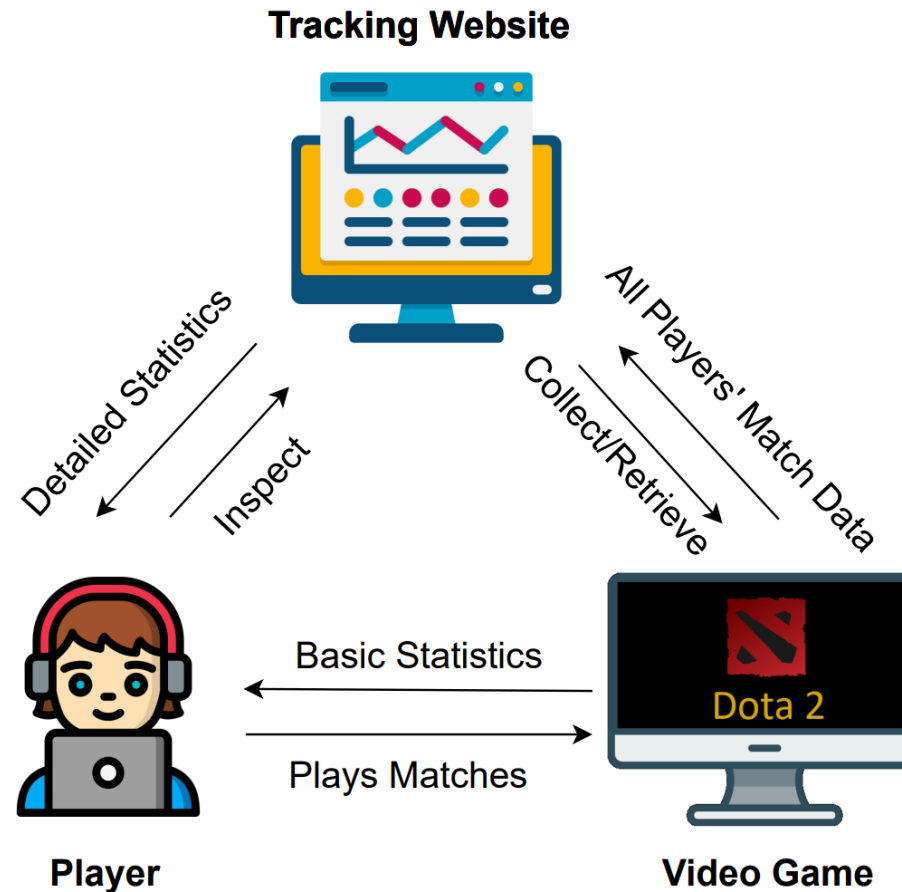 Tracking Website
Detailed Statistics
Inspect
All Players' Match Data
Collect/Retrieve
Basic Statistics
Plays Matches
Dota 2
Player
Video Game